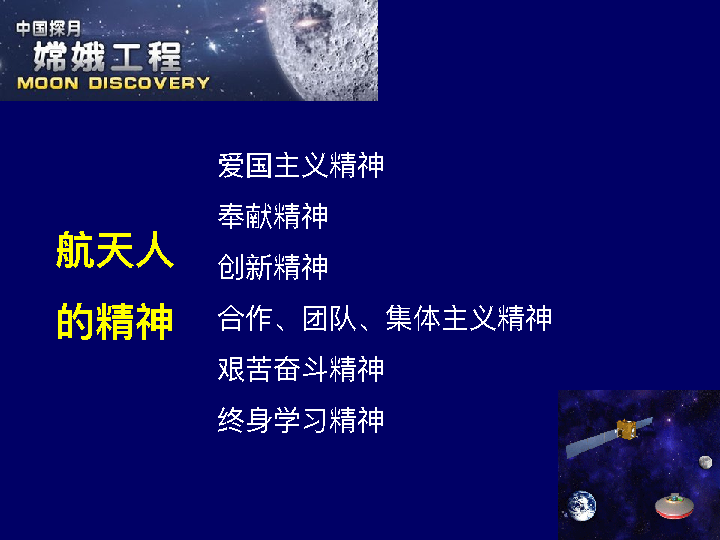 中国探月
嫦娥工程
MOON DISCOVERY
航天人
的精神
爱国主义精神
奉献精神
创新精神
合作、团队、集体主义精神
艰苦奋斗精神
终身学习精神